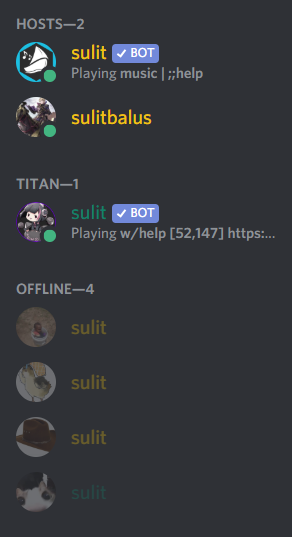 HOSTS—2
sulit ✓ BOT
Playing music | ;;help
sulitbalus
TITAN—1
sulit ✓ BOT
Playing w/help [52,147] https:...
OFFLINE—4
sulit
sulit
sulit
sulit